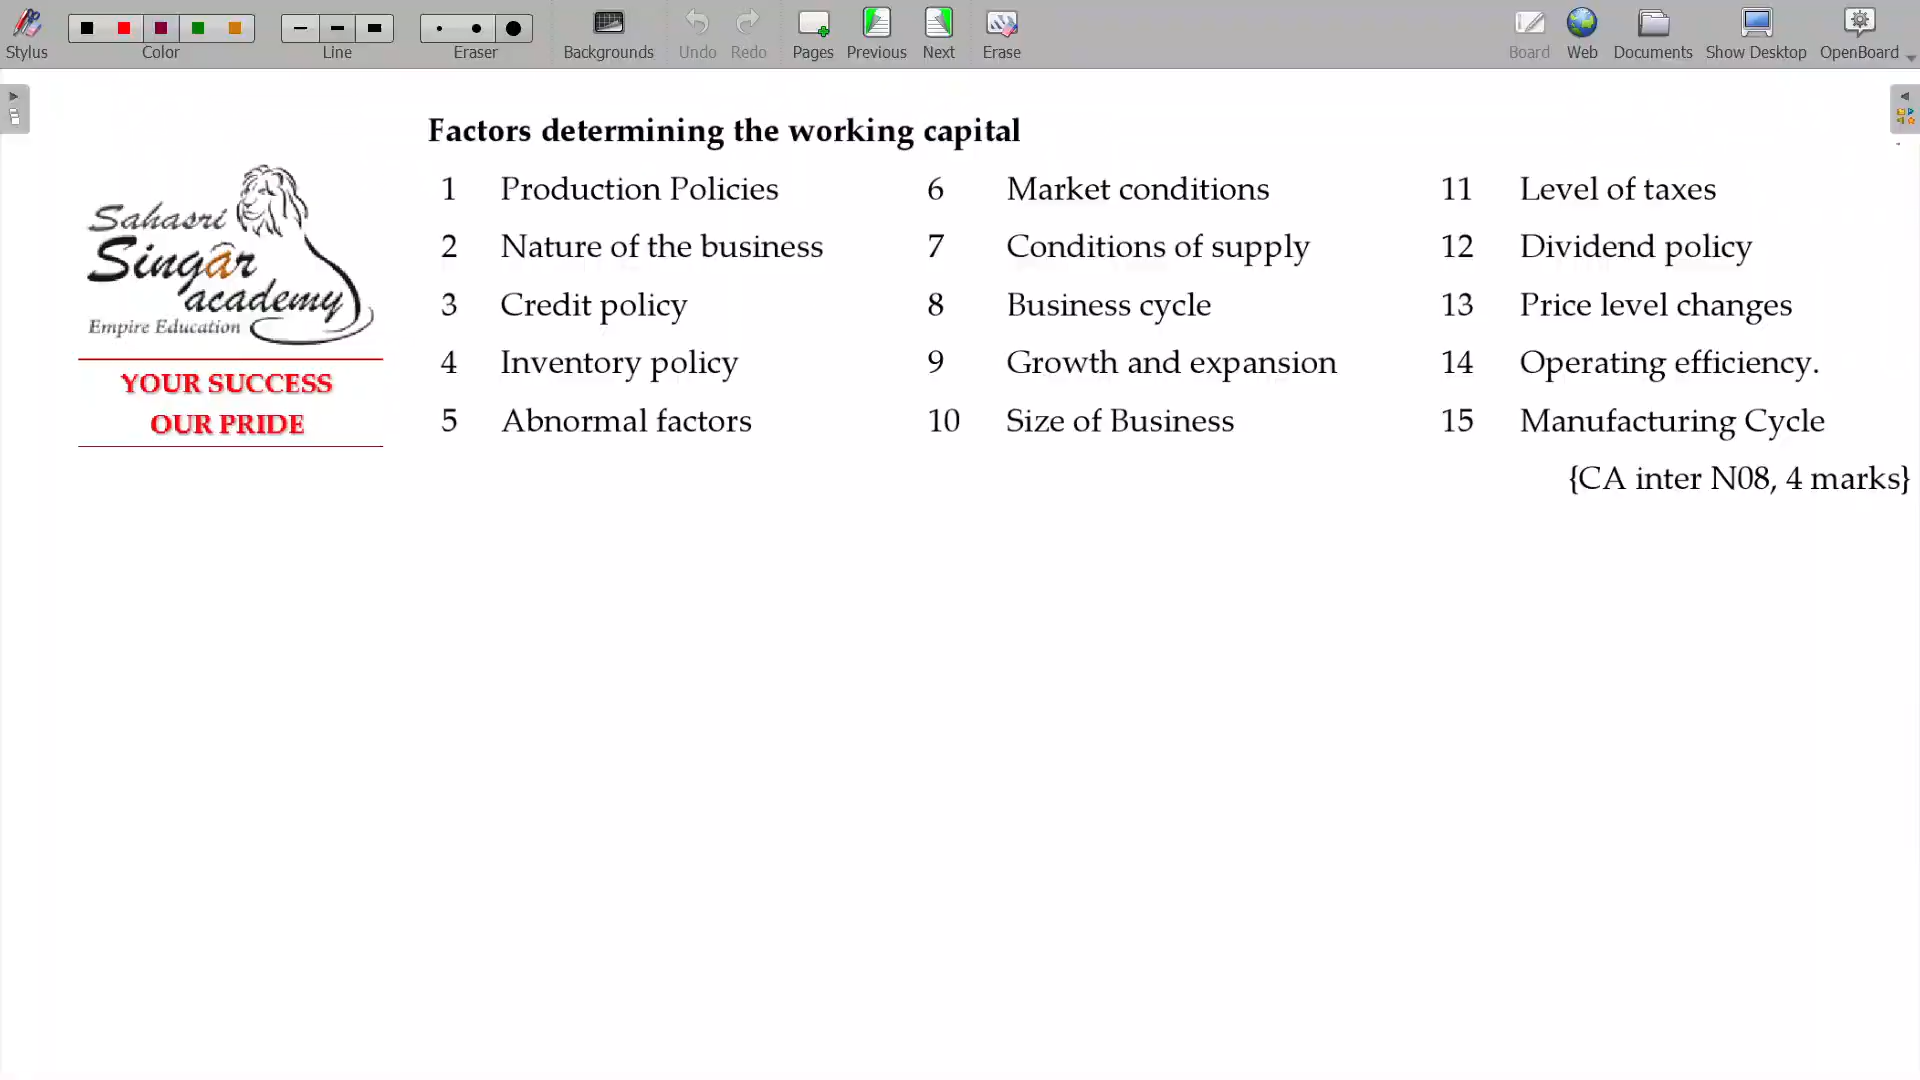 Stylus Color Line Eraser Backgrounds Undo Redo Pages Previous Next Erase Board Web Documents Show Desktop OpenBoard
Factors determining the working capital
Sahasri
Singar
academy
Empire Education
YOUR SUCCESS
OUR PRIDE
1 Production Policies 6 Market conditions 11 Level of taxes
2 Nature of the business 7 Conditions of supply 12 Dividend policy
3 Credit policy 8 Business cycle 13 Price level changes
4 Inventory policy 9 Growth and expansion 14 Operating efficiency.
5 Abnormal factors 10 Size of Business 15 Manufacturing Cycle
{CA inter N08, 4 marks}